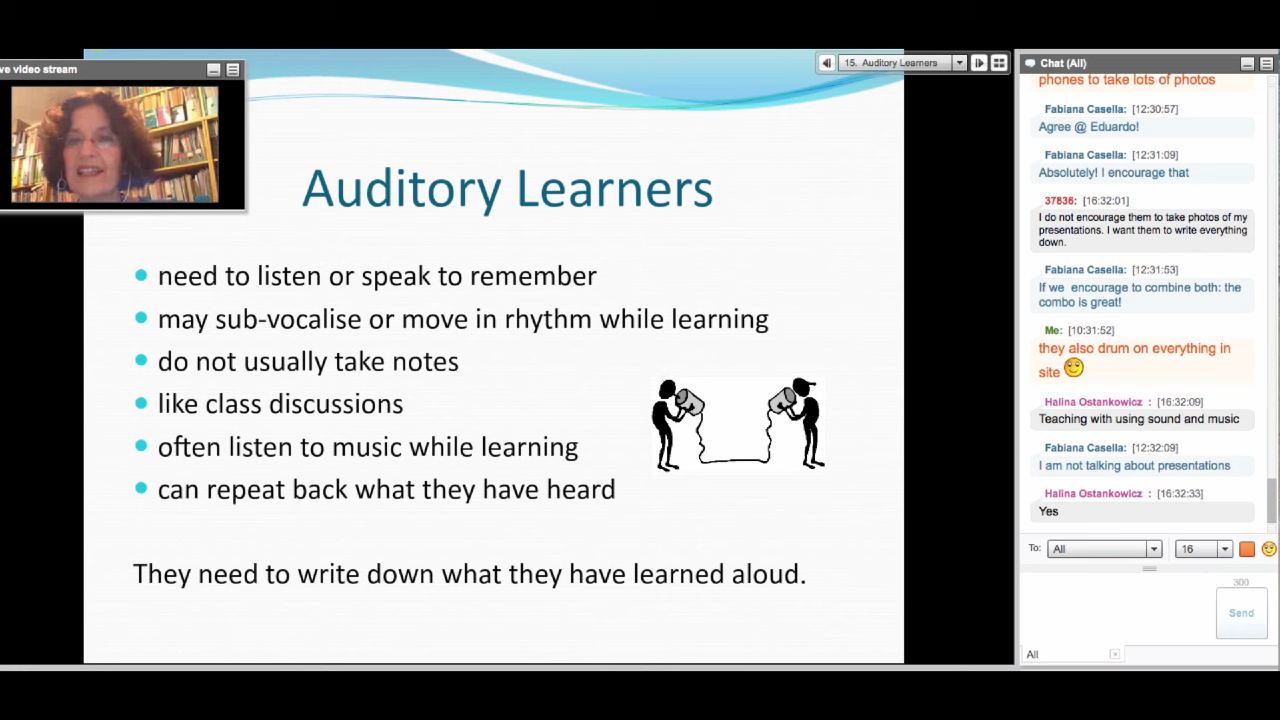 ve video stream
15. Auditory Learners
Auditory Learners
need to listen or speak to remember
may sub-vocalise or move in rhythm while learning
do not usually take notes
like class discussions
often listen to music while learning
can repeat back what they have heard
They need to write down what they have learned aloud.
Chat (All)
phones to take lots of photos
Fabiana Casella: [12:30:57]
Agree @ Eduardo!
Fabiana Casella: [12:31:09]
Absolutely! I encourage that
37836: [16:32:01]
I do not encourage them to take photos of my
presentations. I want them to write everything
down.
Fabiana Casella: [12:31:53]
If we encourage to combine both: the
combo is great!
Me: [10:31:52]
they also drum on everything in
site
Halina Ostankowicz : [16:32:09]
Teaching with using sound and music
Fabiana Casella: [12:32:09]
I am not talking about presentations
Halina Ostankowicz : [16:32:33]
Yes
To: All 16
300
Send
All